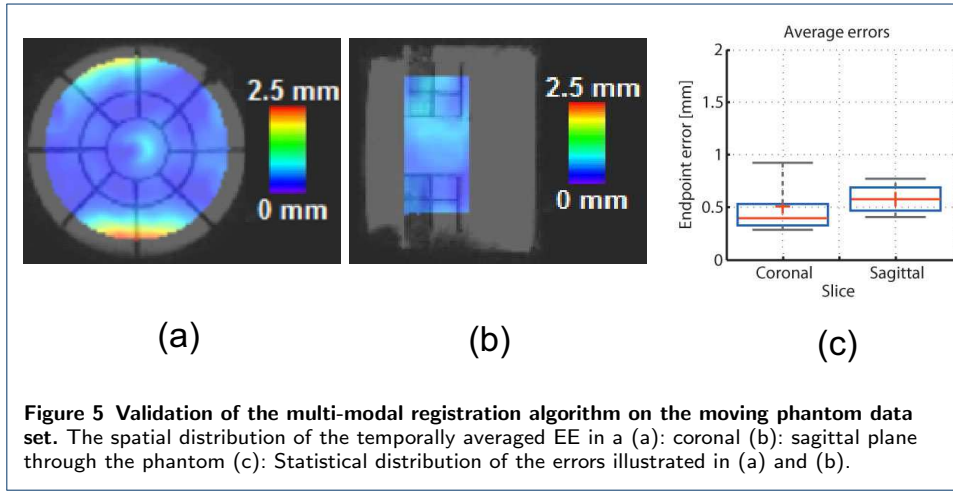 2.5 mm
0 mm
2.5 mm
0 mm
Average errors
2
1.5
1
0.5
0
Endpoint error [mm]
Coronal
Sagittal
Slice
(a)
(b)
(c)
Figure 5 Validation of the multi-modal registration algorithm on the moving phantom data
set. The spatial distribution of the temporally averaged EE in a (a): coronal (b): sagittal plane
through the phantom (c): Statistical distribution of the errors illustrated in (a) and (b).